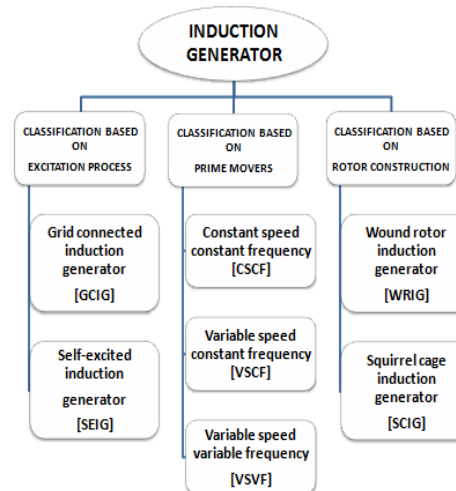 INDUCTION
GENERATOR
CLASSIFICATION BASED
ON
EXCITATION PROCESS
CLASSIFICATION BASED
ON
PRIME MOVERS
CLASSIFICATION BASED
ON
ROTOR CONSTRUCTION
Grid connected
induction
generator
[GCIG]
Self-excited
induction
generator
[SEIG]
Constant speed
constant frequency
[CSCF]
Variable speed
constant frequency
[VSCF]
Variable speed
variable frequency
[VSVF]
Wound rotor
induction
generator
[WRIG]
Squirrel cage
induction
generator
[SCIG]